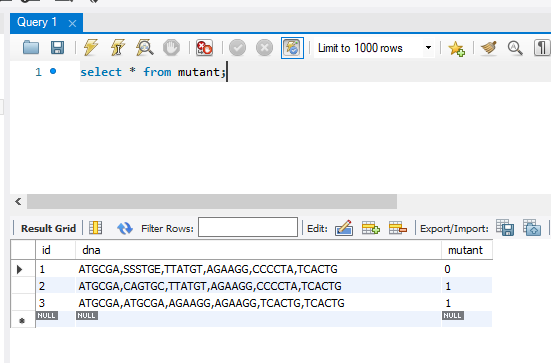 Query 1
Limit to 1000 rows
1 select * from mutant;
Result Grid Filter Rows: Edit: Export/Import:
id dna mutant
1 ATGCGA,SSSTGE,TTATGT,AGAAGG,CCCCTA,TCACTG 0
2 ATGCGA,CAGTGC,TTATGT,AGAAGG,CCCCTA,TCACTG 1
3 ATGCGA,ATGCGA,AGAAGG,AGAAGG,TCACTG,TCACTG 1
NULL NULL NULL